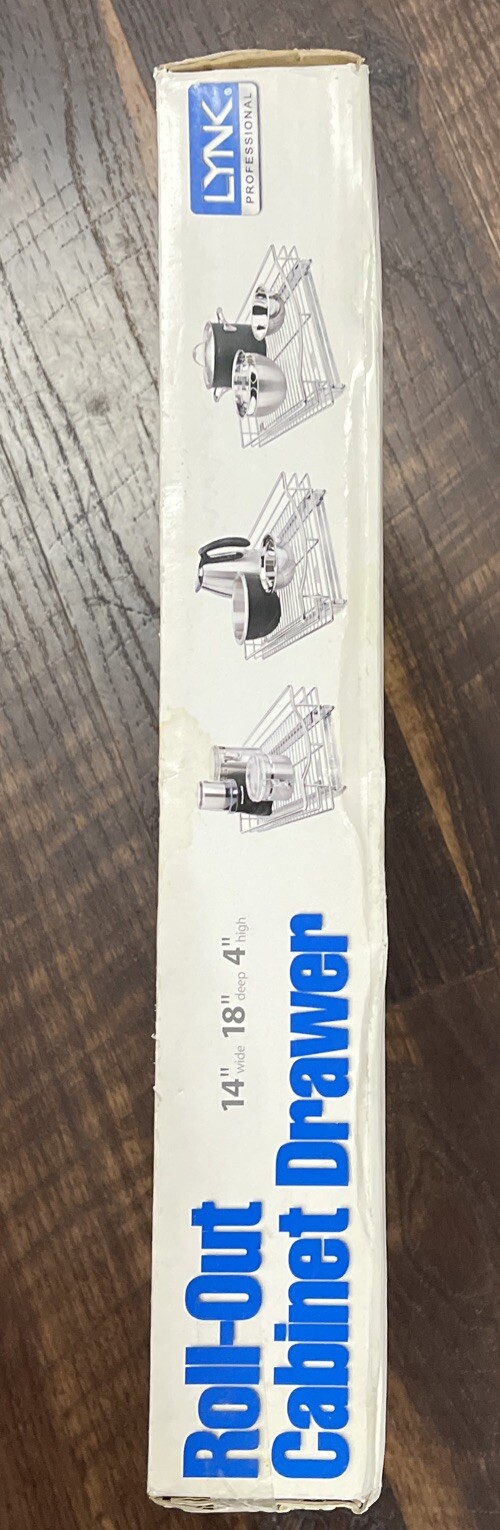 Roll-Out
Cabinet Drawer
14" wide 18" deep 4" high
LYNK®
PROFESSIONAL